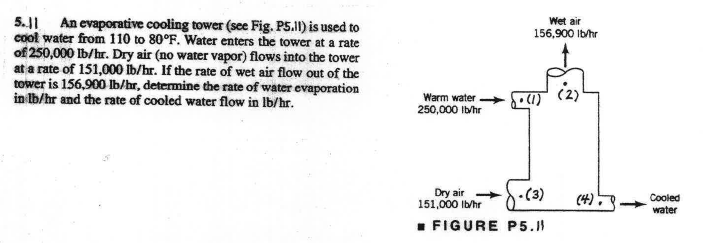 5.11 An evaporative cooling tower (see Fig. P5.11) is used to
cool water from 110 to 80°F. Water enters the tower at a rate
of 250,000 lb/hr. Dry air (no water vapor) flows into the tower
at a rate of 151,000 lb/hr. If the rate of wet air flow out of the
tower is 156,900 lb/hr, determine the rate of water evaporation
in lb/hr and the rate of cooled water flow in lb/hr.
Wet air
156,900 lb/hr
Warm water
250,000 lb/hr
(1)
(2)
Dry air
151,000 lb/hr
(3)
(4)
Cooled
water
■ FIGURE P5.11